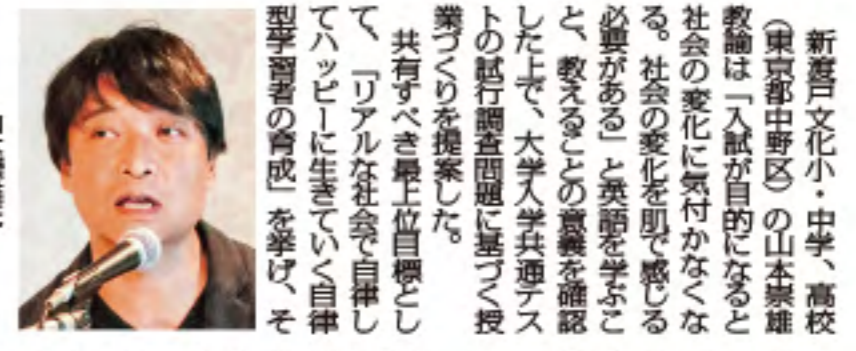 新渡戸文化小・中学、高校
（東京都中野区）の山本崇雄
教諭は「入試が目的になると
社会の変化に気付かなくな
る。社会の変化を肌で感じる
必要がある」と英語を学ぶこ
と、教えることの意義を確認
した上で、大学入学共通テス
トの試行調査問題に基づく授
業づくりを提案した。
共有すべき最上位目標とし
て、「リアルな社会で自律し
てハッピーに生きていく自律
型学習者の育成」を挙げ、そ